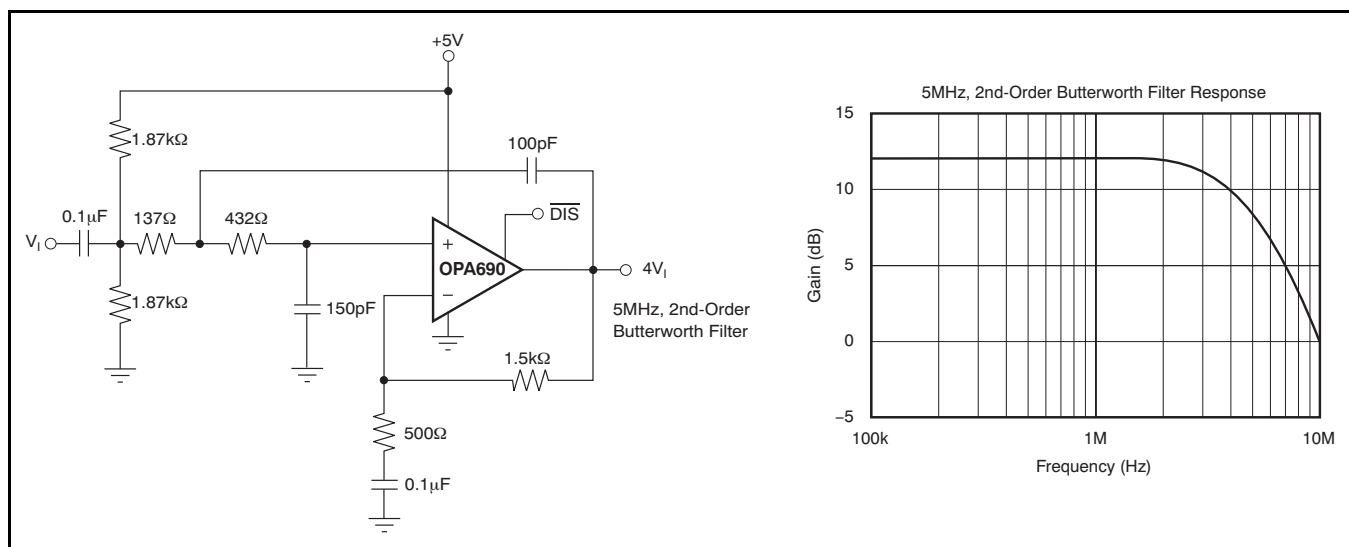 +5V
1.87kΩ
100pF
0.1μF
137Ω
432Ω
DIS
V_I
+
OPA690
−
4V_I
1.87kΩ
150pF
5MHz, 2nd-Order
Butterworth Filter
1.5kΩ
500Ω
0.1μF
5MHz, 2nd-Order Butterworth Filter Response
15
10
5
0
−5
Gain (dB)
100k
1M
10M
Frequency (Hz)